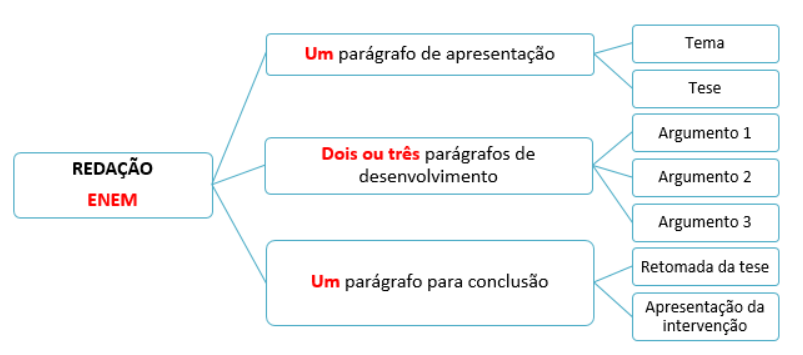 REDAÇÃO
ENEM
Um parágrafo de apresentação
Tema
Tese
Dois ou três parágrafos de
desenvolvimento
Argumento 1
Argumento 2
Argumento 3
Um parágrafo para conclusão
Retomada da tese
Apresentação da
intervenção